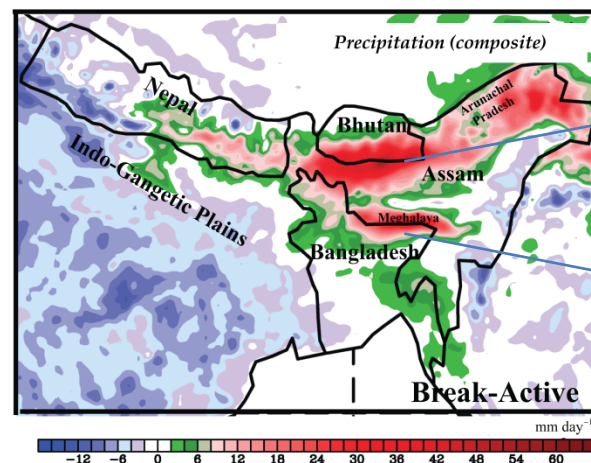 Precipitation (composite)
Nepal
Arunachal
Pradesh
Bhutan
Indo-Gangetic Plains
Assam
Meghalaya
Bangladesh
Break-Active
mm day⁻¹
−12 −6 0 6 12 18 24 30 36 42 48 54 60